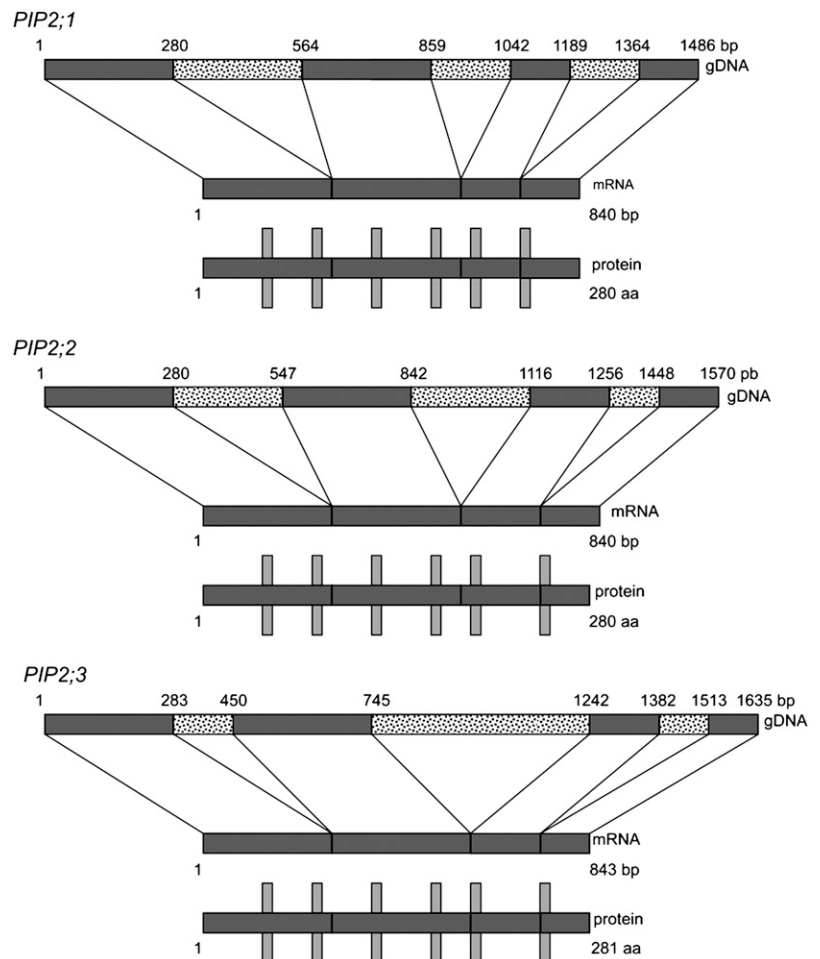 PIP2;1
1 280 564 859 1042 1189 1364 1486 bp
gDNA
mRNA
1 840 bp
protein
1 280 aa
PIP2;2
1 280 547 842 1116 1256 1448 1570 pb
gDNA
mRNA
1 840 bp
protein
1 280 aa
PIP2;3
1 283 450 745 1242 1382 1513 1635 bp
gDNA
mRNA
1 843 bp
protein
1 281 aa